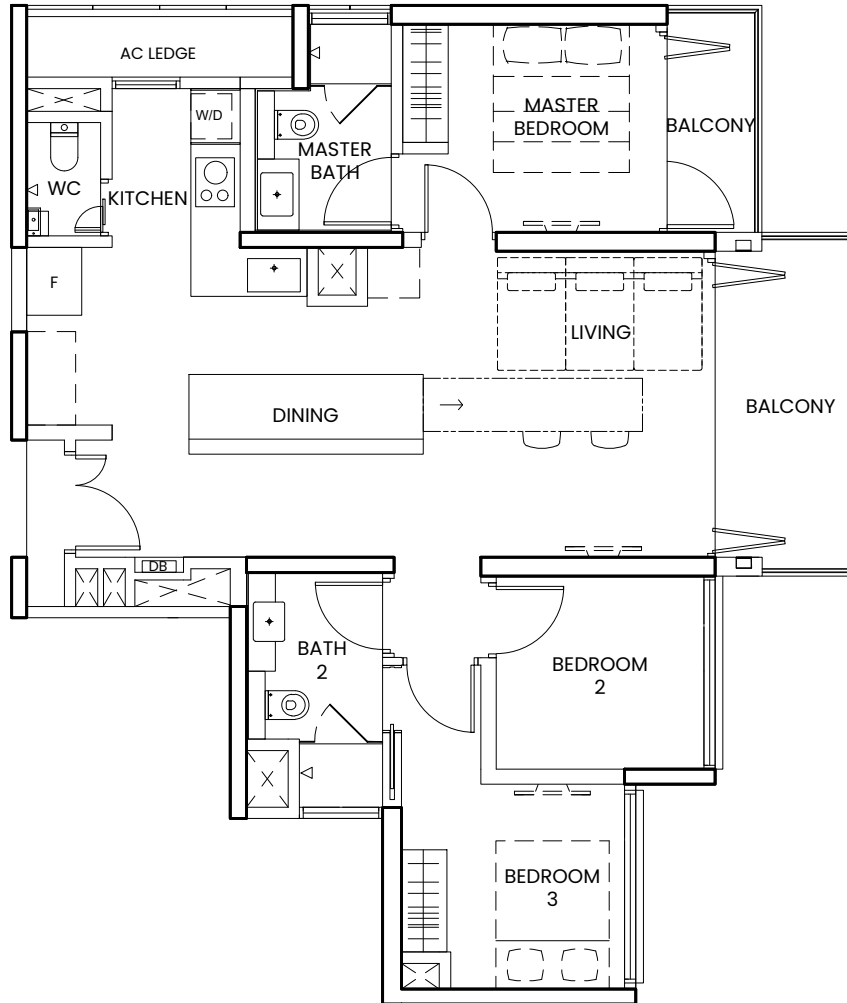 AC LEDGE
W/D
MASTER
BEDROOM
BALCONY
MASTER
BATH
WC
KITCHEN
F
LIVING
DINING
BALCONY
DB
BATH
2
BEDROOM
2
BEDROOM
3